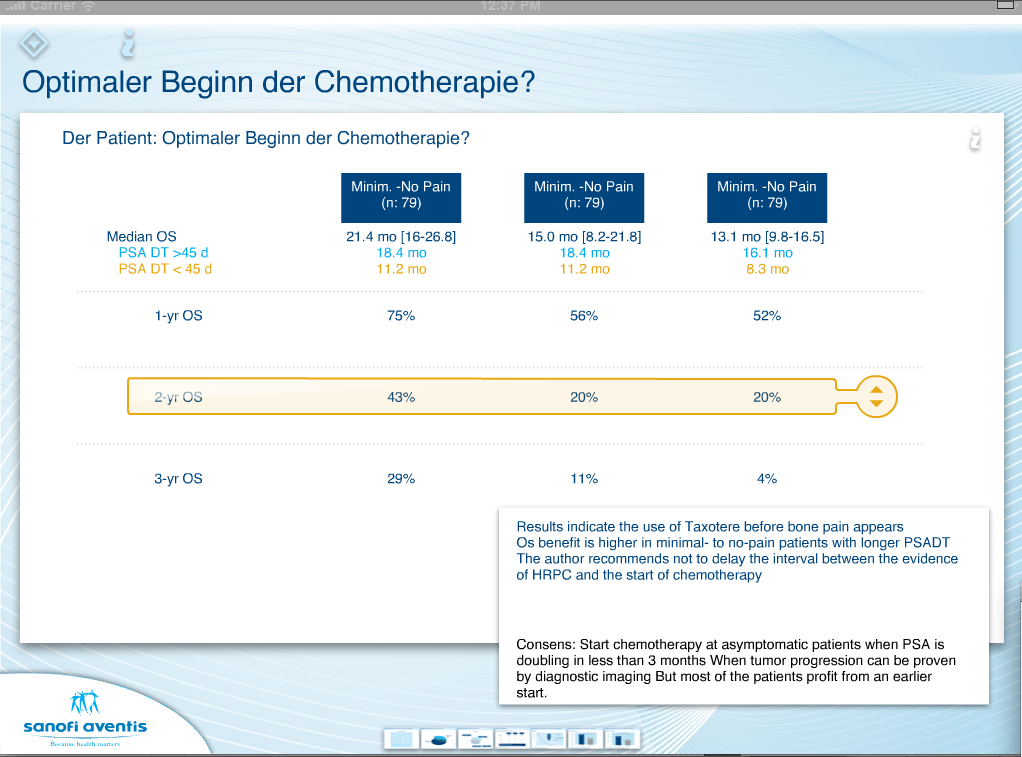 Carrier 12:37 PM
Optimaler Beginn der Chemotherapie?
Der Patient: Optimaler Beginn der Chemotherapie?
Minim. -No Pain Minim. -No Pain Minim. -No Pain
(n: 79) (n: 79) (n: 79)
Median OS 21.4 mo [16-26.8] 15.0 mo [8.2-21.8] 13.1 mo [9.8-16.5]
PSA DT >45 d 18.4 mo 18.4 mo 16.1 mo
PSA DT < 45 d 11.2 mo 11.2 mo 8.3 mo
1-yr OS 75% 56% 52%
2-yr OS 43% 20% 20%
3-yr OS 29% 11% 4%
Results indicate the use of Taxotere before bone pain appears
Os benefit is higher in minimal- to no-pain patients with longer PSADT
The author recommends not to delay the interval between the evidence
of HRPC and the start of chemotherapy
Consens: Start chemotherapy at asymptomatic patients when PSA is
doubling in less than 3 months When tumor progression can be proven
by diagnostic imaging But most of the patients profit from an earlier
start.
sanofi aventis
Because health matters